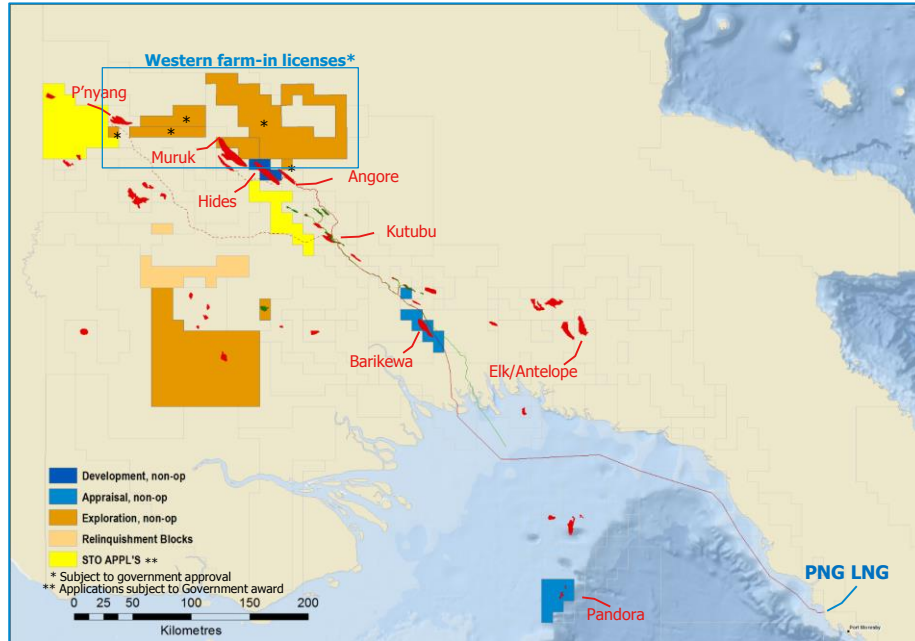 Western farm-in licenses*
P'nyang
*
*
*
*
Muruk
*
Angore
Hides
Kutubu
Barikewa
Elk/Antelope
Development, non-op
Appraisal, non-op
Exploration, non-op
Relinquishment Blocks
STO APPL'S **
* Subject to government approval
** Applications subject to Government award
0 25 50 100 150 200
Kilometres
PNG LNG
Pandora
Port Moresby